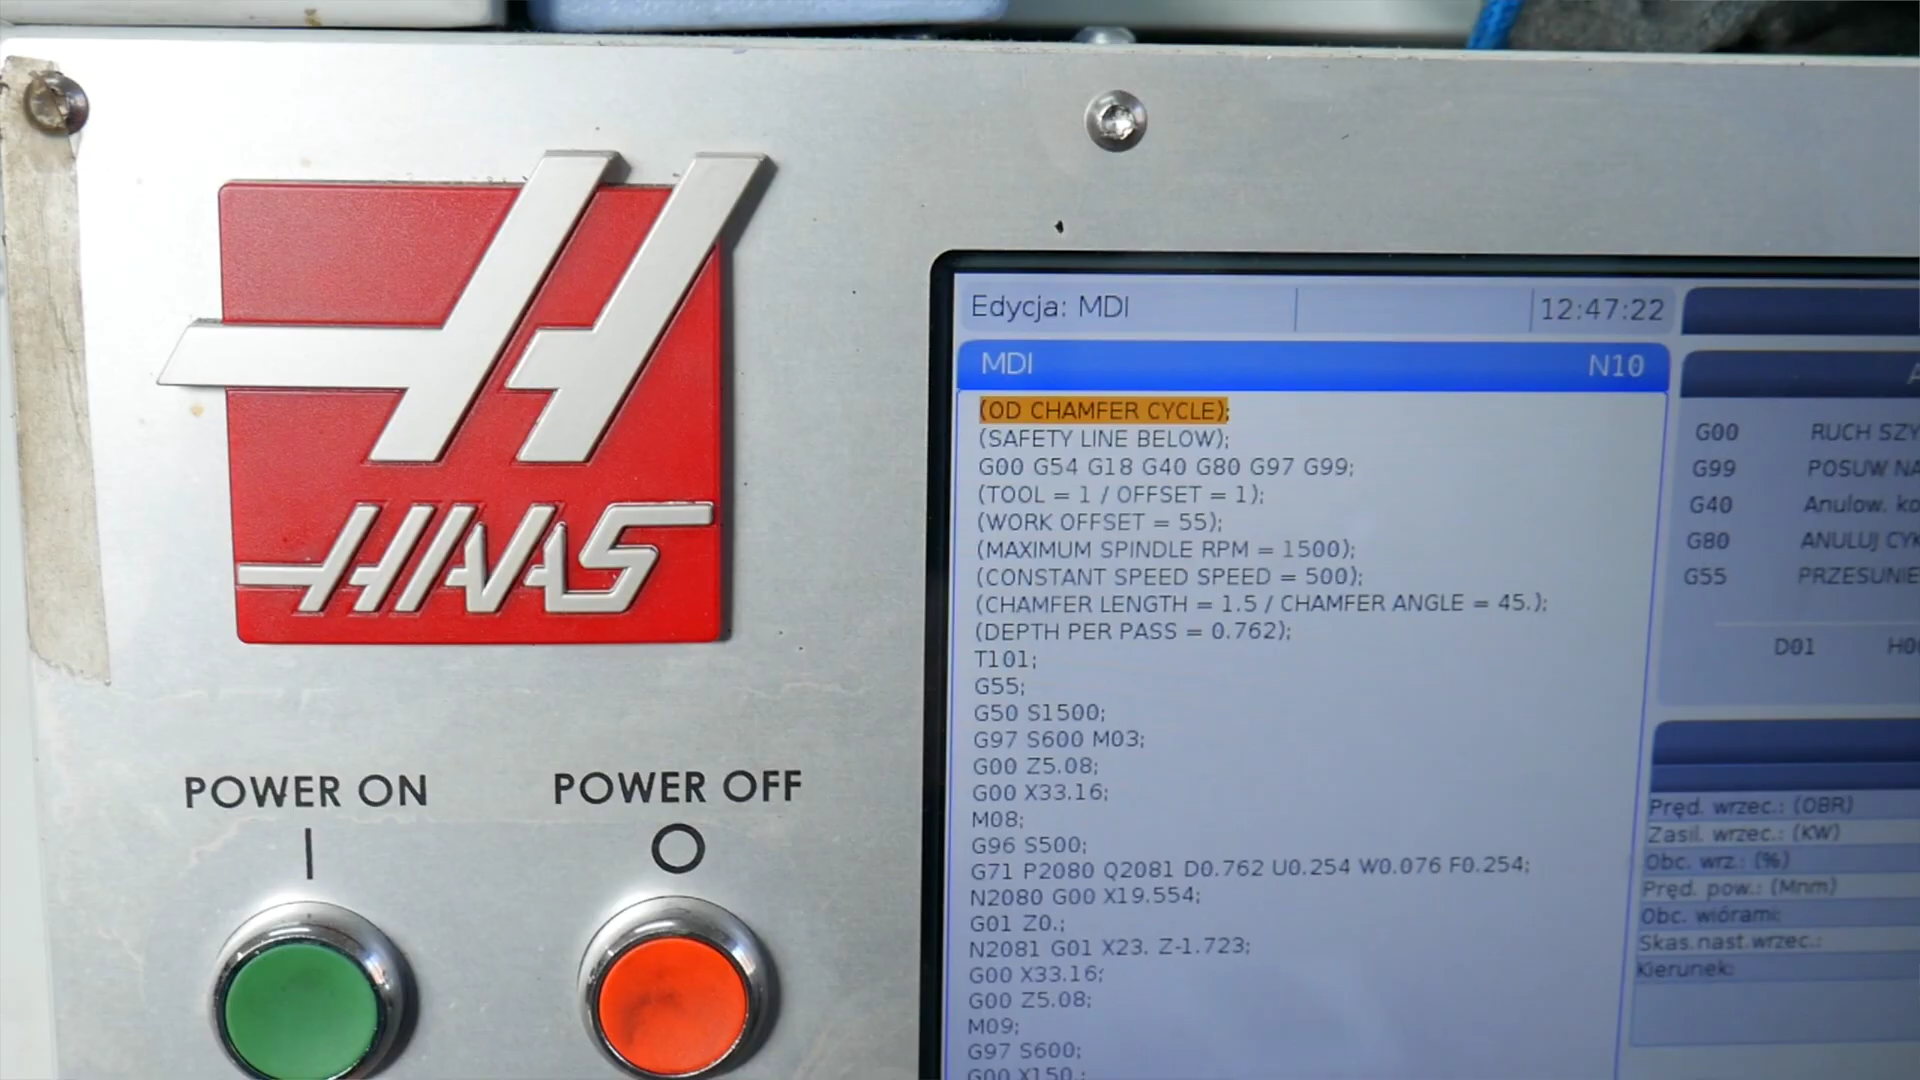 HAAS
POWER ON
POWER OFF
Edycja: MDI
12:47:22
MDI
N10
(OD CHAMFER CYCLE);
(SAFETY LINE BELOW);
G00 G54 G18 G40 G80 G97 G99;
(TOOL = 1 / OFFSET = 1);
(WORK OFFSET = 55);
(MAXIMUM SPINDLE RPM = 1500);
(CONSTANT SPEED SPEED = 500);
(CHAMFER LENGTH = 1.5 / CHAMFER ANGLE = 45.);
(DEPTH PER PASS = 0.762);
T101;
G55;
G50 S1500;
G97 S600 M03;
G00 Z5.08;
G00 X33.16;
M08;
G96 S500;
G71 P2080 Q2081 D0.762 U0.254 W0.076 F0.254;
N2080 G00 X19.554;
G01 Z0.;
N2081 G01 X23. Z-1.723;
G00 X33.16;
G00 Z5.08;
M09;
G97 S600;
G00 X150.;
G00 RUCH SZY
G99 POSUW NA
G40 Anulow. ko
G80 ANULUJ CYK
G55 PRZESUNIE
D01 H0
Pręd. wrzec.: (OBR)
Zasil. wrzec.: (KW)
Obc. wrz.: (%)
Pręd. pow.: (Mnm)
Obc. wiórami:
Skas.nast.wrzec.:
Kierunek: